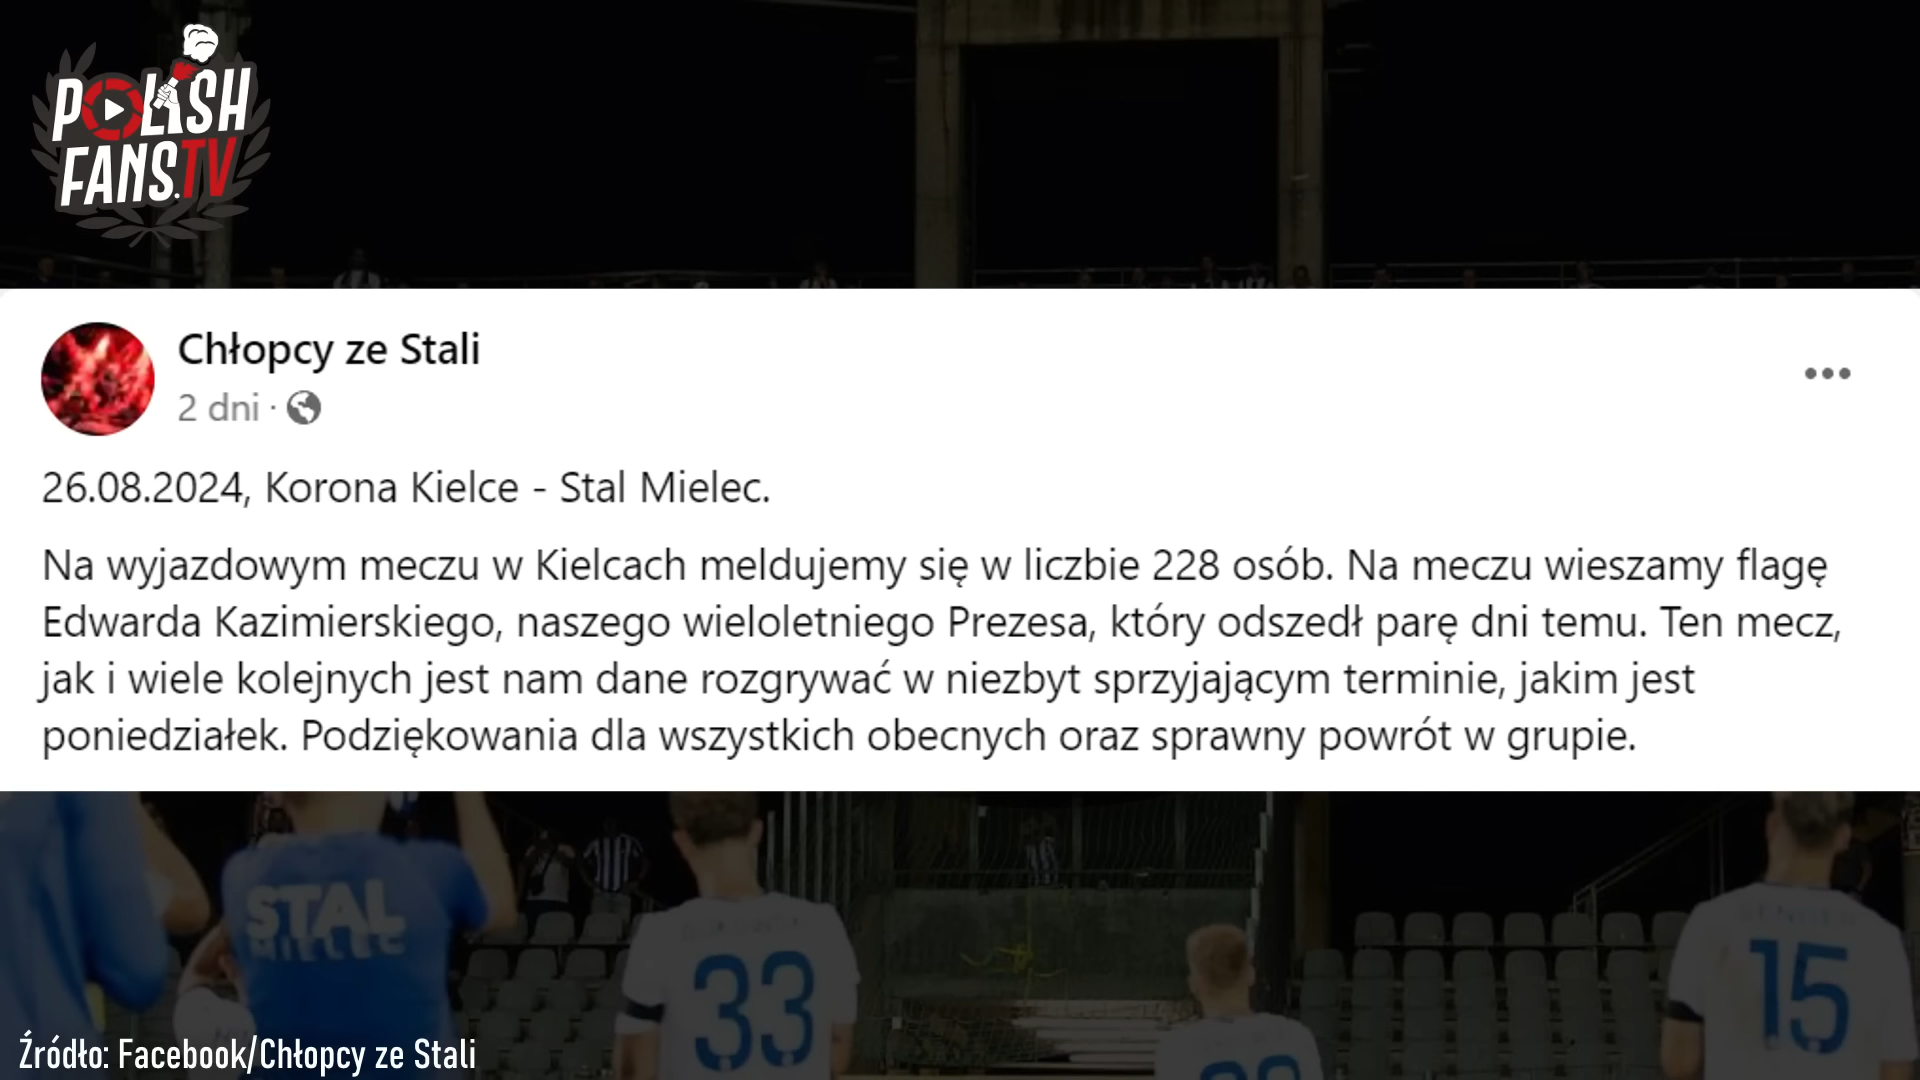 POLISH
FANS.TV
Chłopcy ze Stali
2 dni ·
26.08.2024, Korona Kielce - Stal Mielec.
Na wyjazdowym meczu w Kielcach meldujemy się w liczbie 228 osób. Na meczu wieszamy flagę
Edwarda Kazimierskiego, naszego wieloletniego Prezesa, który odszedł parę dni temu. Ten mecz,
jak i wiele kolejnych jest nam dane rozgrywać w niezbyt sprzyjającym terminie, jakim jest
poniedziałek. Podziękowania dla wszystkich obecnych oraz sprawny powrót w grupie.
STAL
MIELEC
33
15
Źródło: Facebook/Chłopcy ze Stali